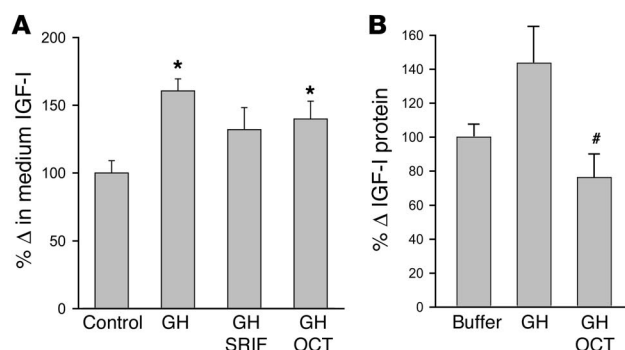 A
% Δ in medium IGF-I
200
150
100
50
0
*
*
Control
GH
GH
SRIF
GH
OCT
B
% Δ IGF-I protein
160
140
120
100
80
60
40
20
0
#
Buffer
GH
GH
OCT